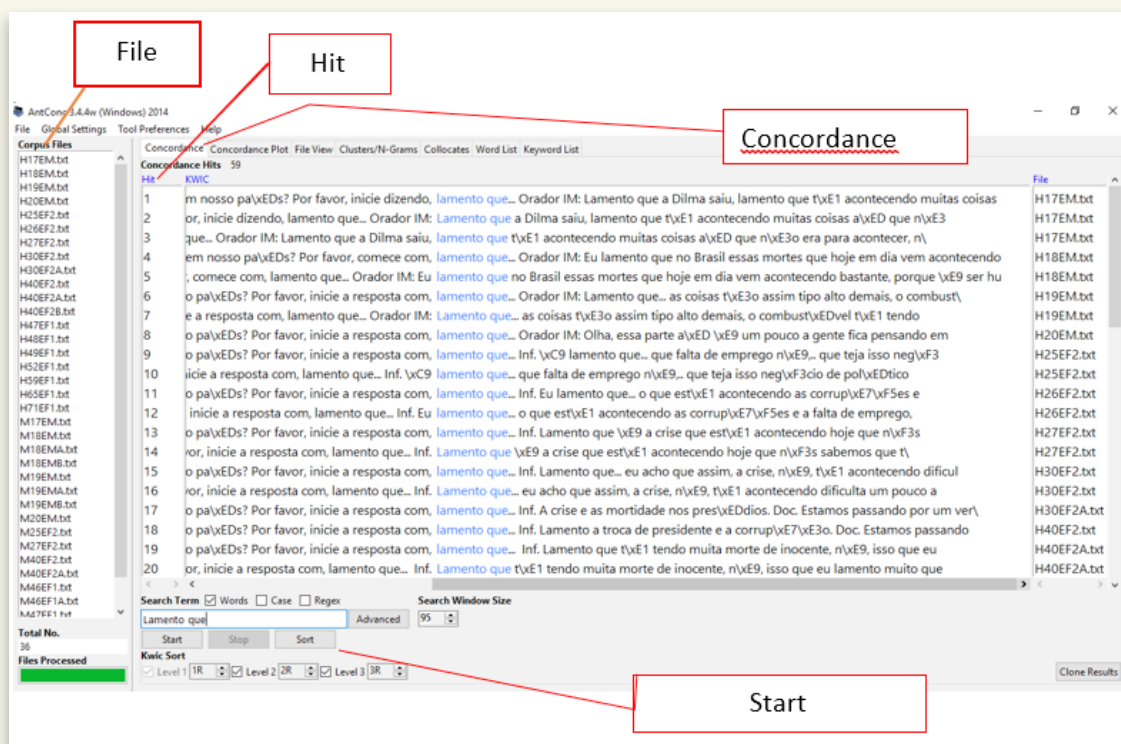 File
Hit
Concordance
AntConc 3.4.4w (Windows) 2014
File Global Settings Tool Preferences Help
Corpus Files
H17EM.txt
H18EM.txt
H19EM.txt
H20EM.txt
H25EF2.txt
H26EF2.txt
H27EF2.txt
H30EF2.txt
H30EF2A.txt
H40EF2.txt
H40EF2A.txt
H40EF2B.txt
H47EF1.txt
H48EF1.txt
H49EF1.txt
H52EF1.txt
H59EF1.txt
H65EF1.txt
H71EF1.txt
M17EM.txt
M18EM.txt
M18EMA.txt
M18EMB.txt
M19EM.txt
M19EMA.txt
M19EMB.txt
M20EM.txt
M25EF2.txt
M27EF2.txt
M40EF2.txt
M40EF2A.txt
M46EF1.txt
M46EF1A.txt
M47EF1.txt
Total No.
36
Files Processed
Concordance Concordance Plot File View Clusters/N-Grams Collocates Word List Keyword List
Concordance Hits 59
Hit KWIC File
1 m nosso pa\xEDs? Por favor, inicie dizendo, lamento que... Orador IM: Lamento que a Dilma saiu, lamento que t\xE1 acontecendo muitas coisas H17EM.txt
2 or, inicie dizendo, lamento que... Orador IM: Lamento que a Dilma saiu, lamento que t\xE1 acontecendo muitas coisas a\xED que n\xE3 H17EM.txt
3 que... Orador IM: Lamento que a Dilma saiu, lamento que t\xE1 acontecendo muitas coisas a\xED que n\xE3o era para acontecer, n\ H17EM.txt
4 em nosso pa\xEDs? Por favor, comece com, lamento que... Orador IM: Eu lamento que no Brasil essas mortes que hoje em dia vem acontecendo H18EM.txt
5 , comece com, lamento que... Orador IM: Eu lamento que no Brasil essas mortes que hoje em dia vem acontecendo bastante, porque \xE9 ser hu H18EM.txt
6 o pa\xEDs? Por favor, inicie a resposta com, lamento que... Orador IM: Lamento que... as coisas t\xE3o assim tipo alto demais, o combust\ H19EM.txt
7 e a resposta com, lamento que... Orador IM: Lamento que... as coisas t\xE3o assim tipo alto demais, o combust\xEDvel t\xE1 tendo H19EM.txt
8 o pa\xEDs? Por favor, inicie a resposta com, lamento que... Orador IM: Olha, essa parte a\xED \xE9 um pouco a gente fica pensando em H20EM.txt
9 o pa\xEDs? Por favor, inicie a resposta com, lamento que... Inf. \xC9 lamento que... que falta de emprego n\xE9,.. que teja isso neg\xF3 H25EF2.txt
10 icie a resposta com, lamento que... Inf. \xC9 lamento que... que falta de emprego n\xE9,.. que teja isso neg\xF3cio de pol\xEDtico H25EF2.txt
11 o pa\xEDs? Por favor, inicie a resposta com, lamento que... Inf. Eu lamento que... o que est\xE1 acontecendo as corrup\xE7\xF5es e H26EF2.txt
12 inicie a resposta com, lamento que... Inf. Eu lamento que... o que est\xE1 acontecendo as corrup\xE7\xF5es e a falta de emprego, H26EF2.txt
13 o pa\xEDs? Por favor, inicie a resposta com, lamento que... Inf. Lamento que \xE9 a crise que est\xE1 acontecendo hoje que n\xF3s H27EF2.txt
14 vor, inicie a resposta com, lamento que... Inf. Lamento que \xE9 a crise que est\xE1 acontecendo hoje que n\xF3s sabemos que t\ H27EF2.txt
15 o pa\xEDs? Por favor, inicie a resposta com, lamento que... Inf. Lamento que... eu acho que assim, a crise, n\xE9, t\xE1 acontecendo dificul H30EF2.txt
16 vor, inicie a resposta com, lamento que... Inf. Lamento que... eu acho que assim, a crise, n\xE9, t\xE1 acontecendo dificulta um pouco a H30EF2.txt
17 o pa\xEDs? Por favor, inicie a resposta com, lamento que... Inf. A crise e as mortidade nos pres\xEDdios. Doc. Estamos passando por um ver\ H30EF2A.txt
18 o pa\xEDs? Por favor, inicie a resposta com, lamento que... Inf. Lamento a troca de presidente e a corrup\xE7\xE3o. Doc. Estamos passando H40EF2.txt
19 o pa\xEDs? Por favor, inicie a resposta com, lamento que... Inf. Lamento que t\xE1 tendo muita morte de inocente, n\xE9, isso que eu H40EF2A.txt
20 or, inicie a resposta com, lamento que... Inf. Lamento que t\xE1 tendo muita morte de inocente, n\xE9, isso que eu lamento muito que H40EF2A.txt
Search Term Words Case Regex Search Window Size
Lamento que Advanced 95
Start Stop Sort
Kwic Sort
Level 1 1R Level 2 2R Level 3 3R Clone Results
Start